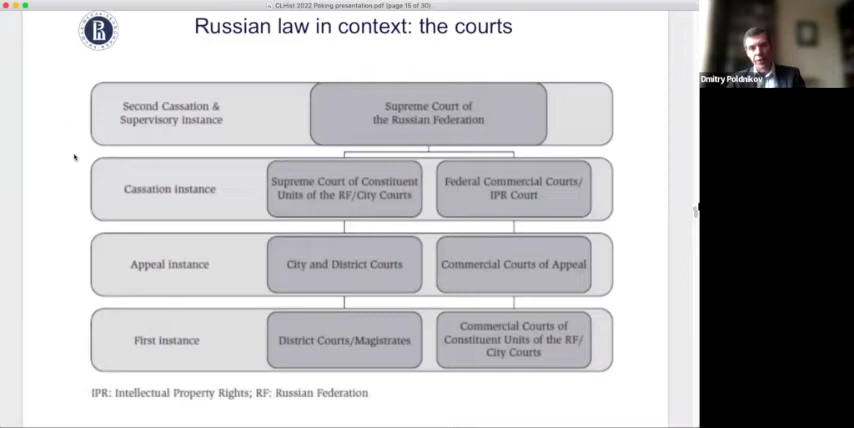 CLHist 2022 Peking presentation.pdf (page 15 of 30)
Russian law in context: the courts
Second Cassation &
Supervisory instance
Supreme Court of
the Russian Federation
Cassation instance
Supreme Court of Constituent
Units of the RF/City Courts
Federal Commercial Courts/
IPR Court
Appeal instance
City and District Courts
Commercial Courts of Appeal
First instance
District Courts/Magistrates
Commercial Courts of
Constituent Units of the RF/
City Courts
IPR: Intellectual Property Rights; RF: Russian Federation
Dmitry Poldnikov